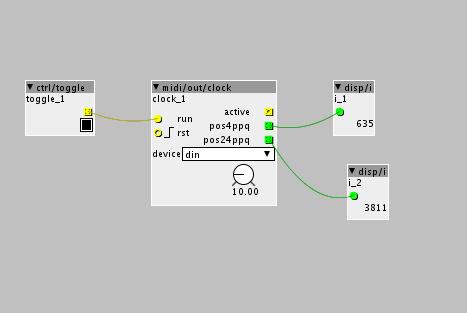 ctrl/toggle
toggle_1
midi/out/clock
clock_1
active
run
pos4ppq
rst
pos24ppq
device din
10.00
disp/i
i_1
635
disp/i
i_2
3811